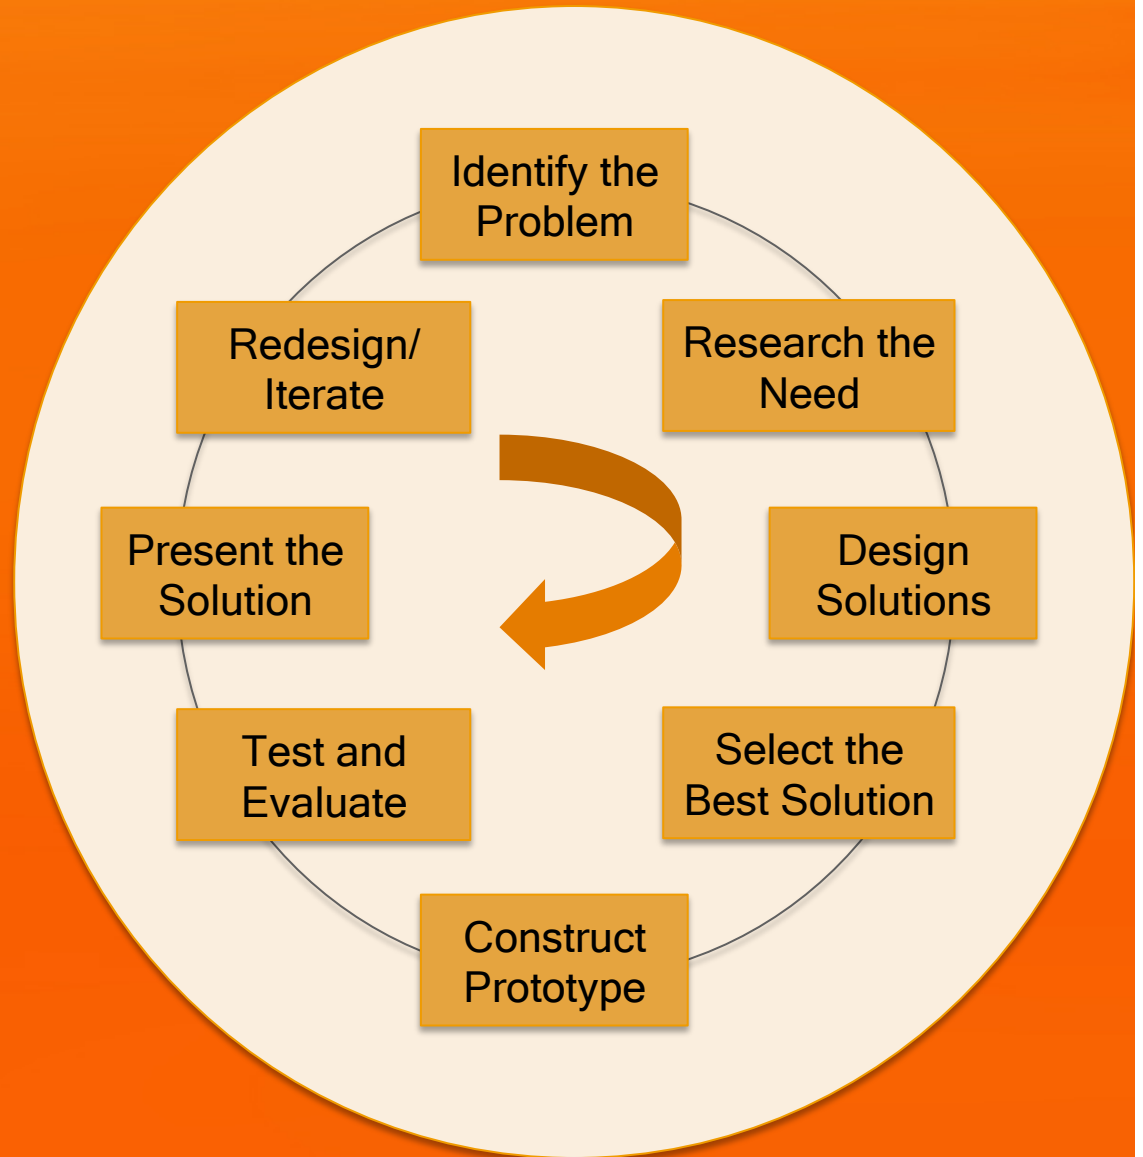 Identify the
Problem
Research the
Need
Design
Solutions
Select the
Best Solution
Construct
Prototype
Test and
Evaluate
Present the
Solution
Redesign/
Iterate